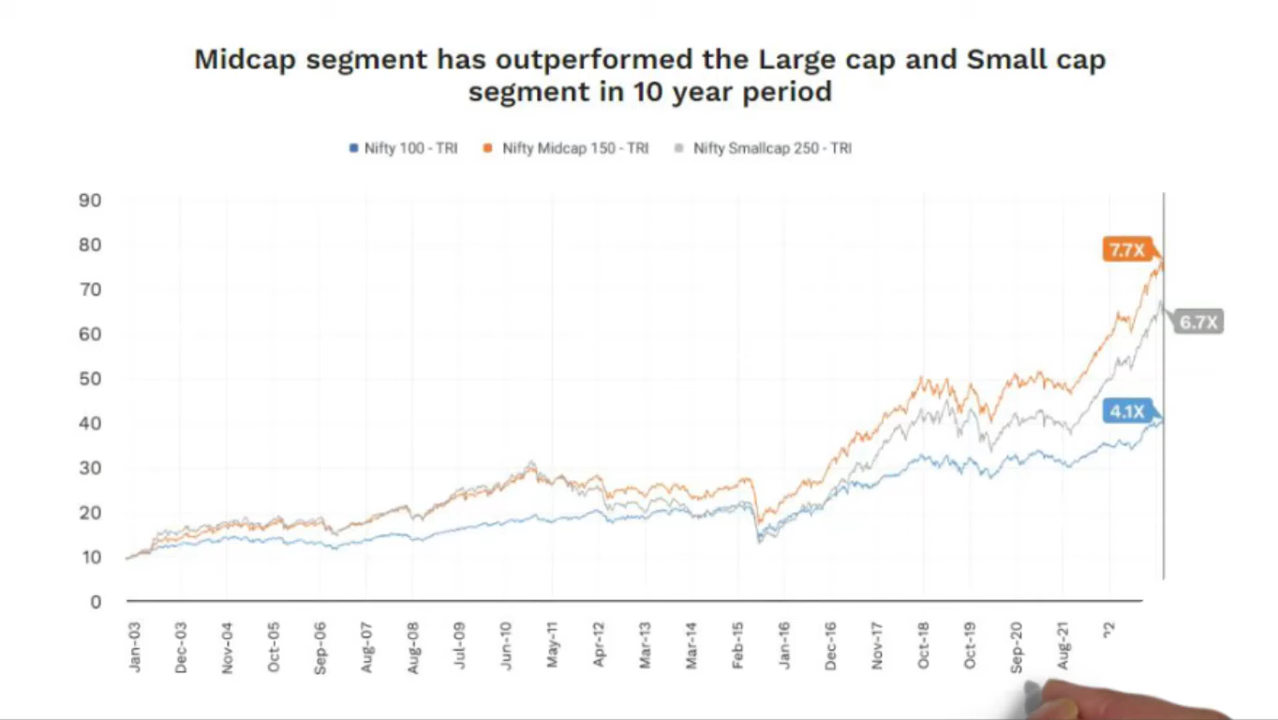 Midcap segment has outperformed the Large cap and Small cap
segment in 10 year period
Nifty 100 - TRI Nifty Midcap 150 - TRI Nifty Smallcap 250 - TRI
90
80
70
60
50
40
30
20
10
0
7.7X
6.7X
4.1X
Jan-03
Dec-03
Nov-04
Oct-05
Sep-06
Aug-07
Aug-08
Jul-09
Jun-10
May-11
Apr-12
Mar-13
Mar-14
Feb-15
Jan-16
Dec-16
Nov-17
Oct-18
Oct-19
Sep-20
Aug-21